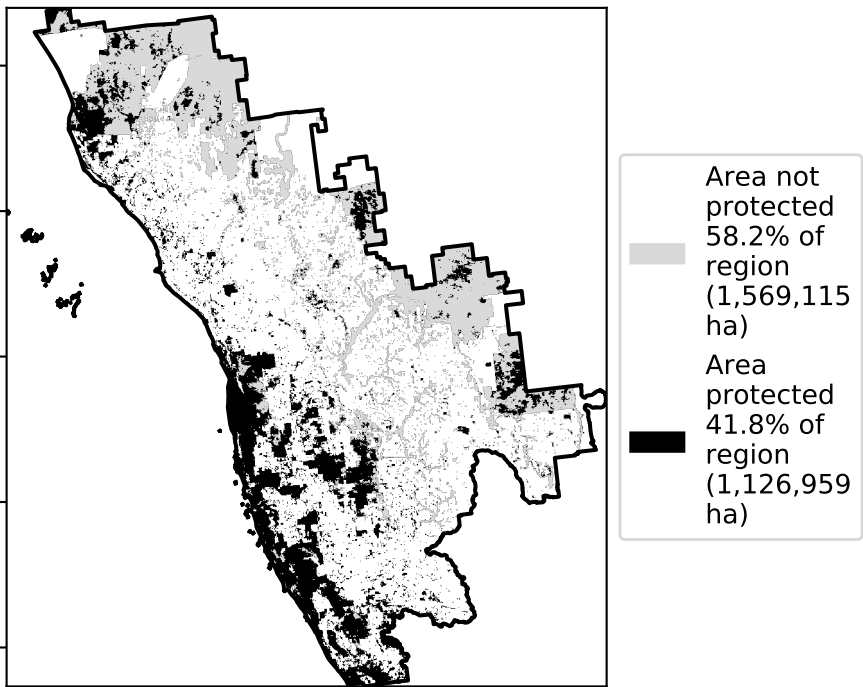 Area not
protected
58.2% of
region
(1,569,115
ha)
Area
protected
41.8% of
region
(1,126,959
ha)